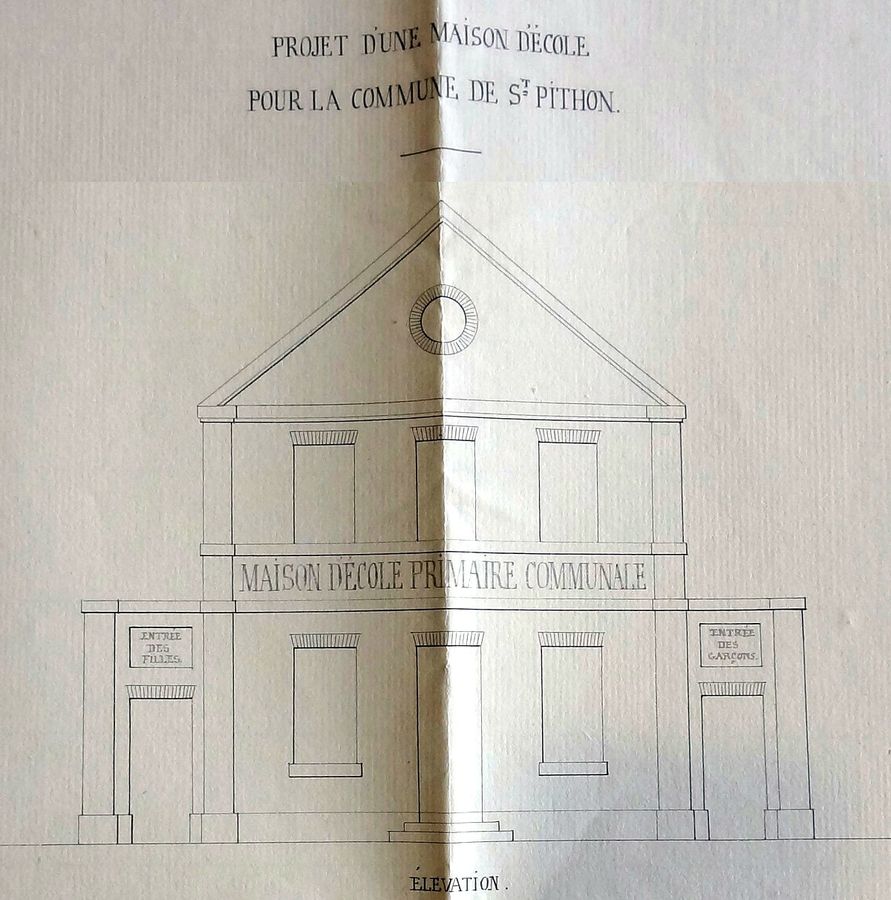 PROJET D'UNE MAISON D'ÉCOLE
POUR LA COMMUNE DE ST PITHON.
MAISON D'ÉCOLE PRIMAIRE COMMUNALE
ENTRÉE
DES
FILLES.
ENTRÉE
DES
GARÇONS.
ÉLEVATION.